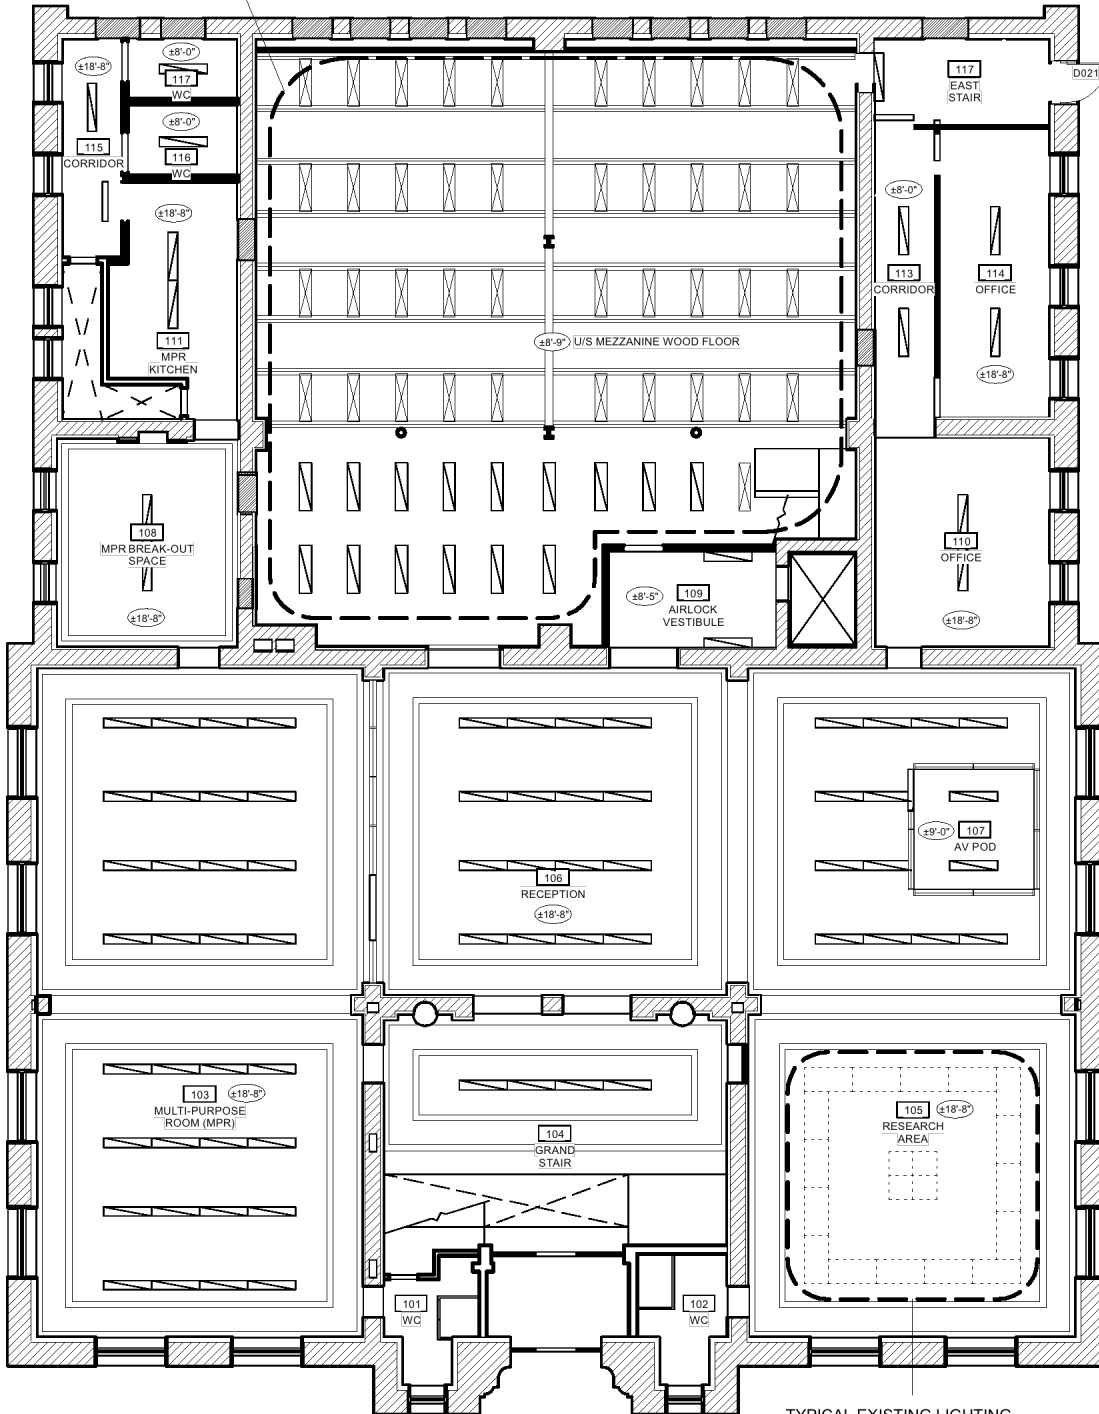 ±8'-0"
117
WC
±18'-8"
117
EAST
STAIR
D021
±8'-0"
116
WC
115
CORRIDOR
±18'-8"
±8'-0"
113
CORRIDOR
114
OFFICE
111
MPR
KITCHEN
±8'-9" U/S MEZZANINE WOOD FLOOR
±18'-8"
108
MPR BREAK-OUT
SPACE
±18'-8"
110
OFFICE
±18'-8"
±8'-5"
109
AIRLOCK
VESTIBULE
106
RECEPTION
±18'-8"
±9'-0"
107
AV POD
103 ±18'-8"
MULTI-PURPOSE
ROOM (MPR)
104
GRAND
STAIR
105 ±18'-8"
RESEARCH
AREA
101
WC
102
WC
TYPICAL EXISTING LIGHTING